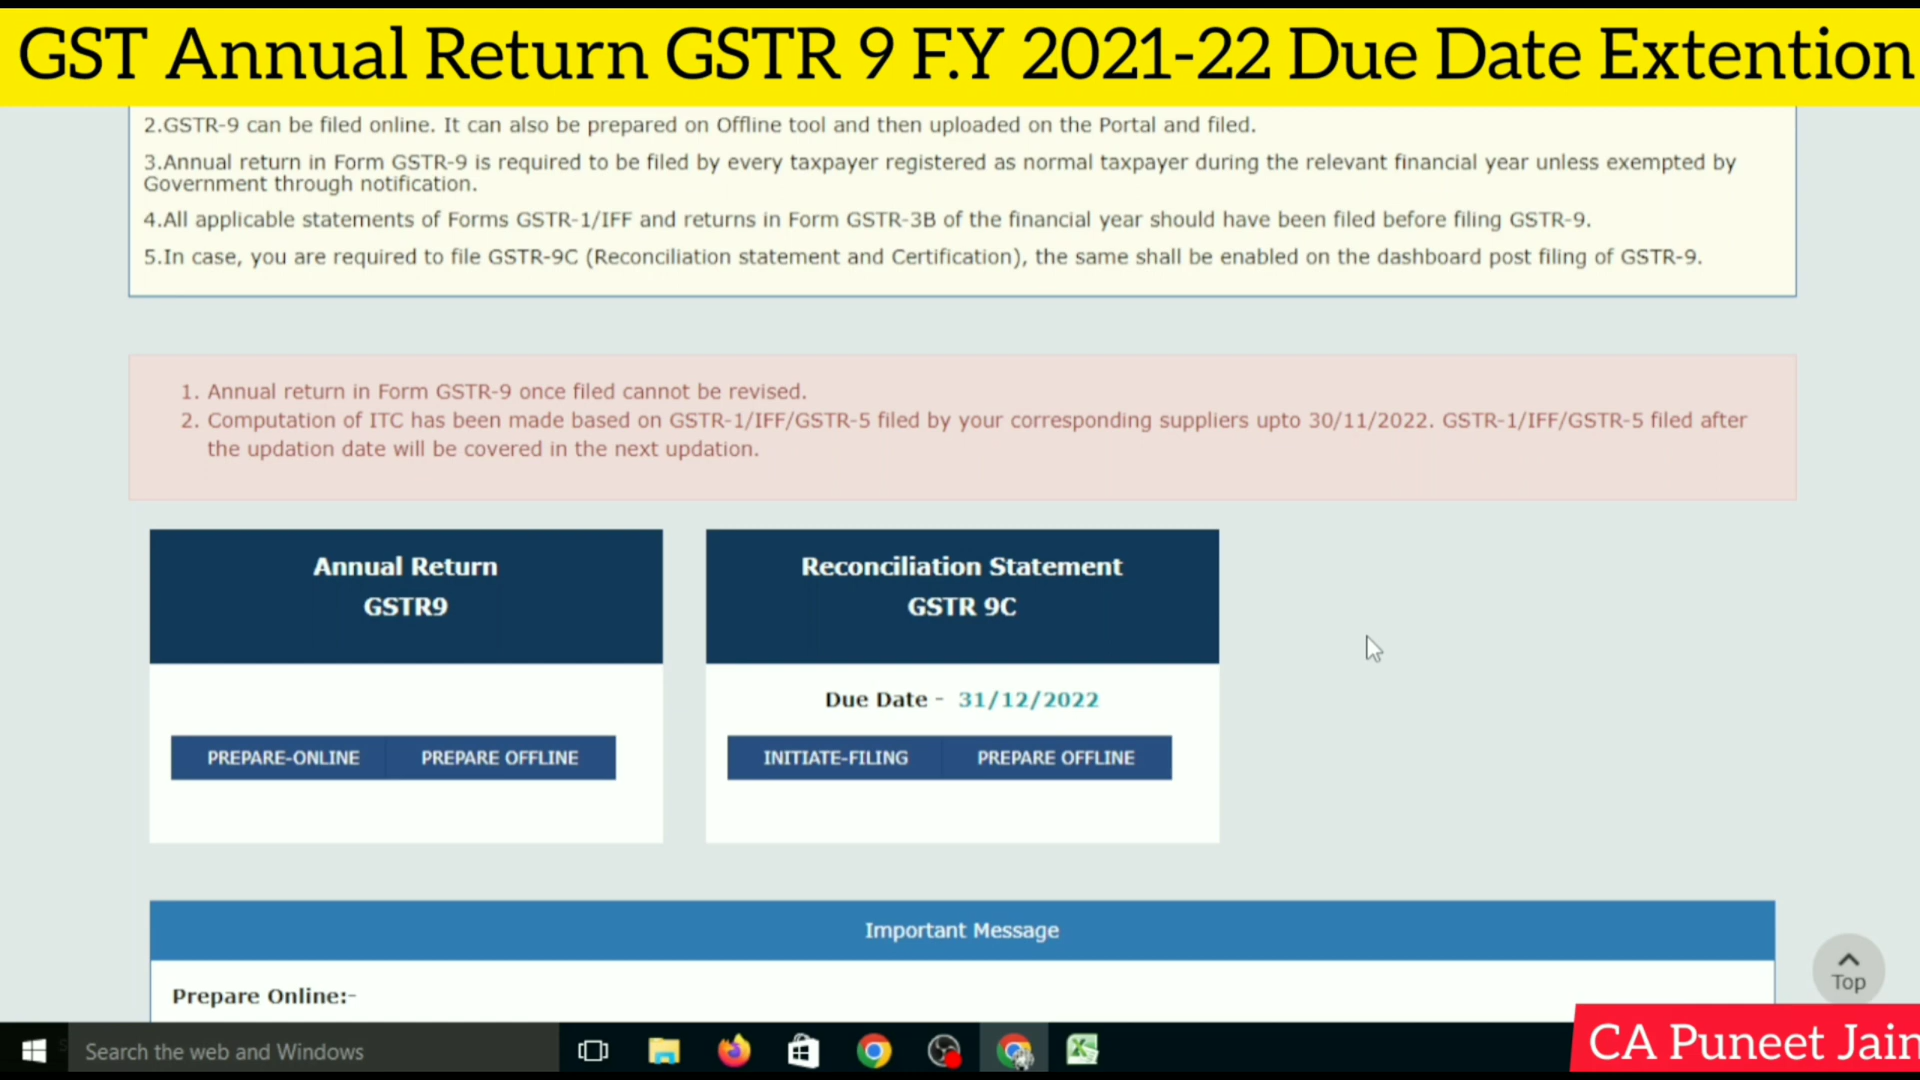 GST Annual Return GSTR 9 F.Y 2021-22 Due Date Extention
2.GSTR-9 can be filed online. It can also be prepared on Offline tool and then uploaded on the Portal and filed.
3.Annual return in Form GSTR-9 is required to be filed by every taxpayer registered as normal taxpayer during the relevant financial year unless exempted by
Government through notification.
4.All applicable statements of Forms GSTR-1/IFF and returns in Form GSTR-3B of the financial year should have been filed before filing GSTR-9.
5.In case, you are required to file GSTR-9C (Reconciliation statement and Certification), the same shall be enabled on the dashboard post filing of GSTR-9.
1. Annual return in Form GSTR-9 once filed cannot be revised.
2. Computation of ITC has been made based on GSTR-1/IFF/GSTR-5 filed by your corresponding suppliers upto 30/11/2022. GSTR-1/IFF/GSTR-5 filed after
the updation date will be covered in the next updation.
Annual Return
GSTR9
PREPARE-ONLINE PREPARE OFFLINE
Reconciliation Statement
GSTR 9C
Due Date - 31/12/2022
INITIATE-FILING PREPARE OFFLINE
Important Message
Prepare Online:-
Top
Search the web and Windows
CA Puneet Jain